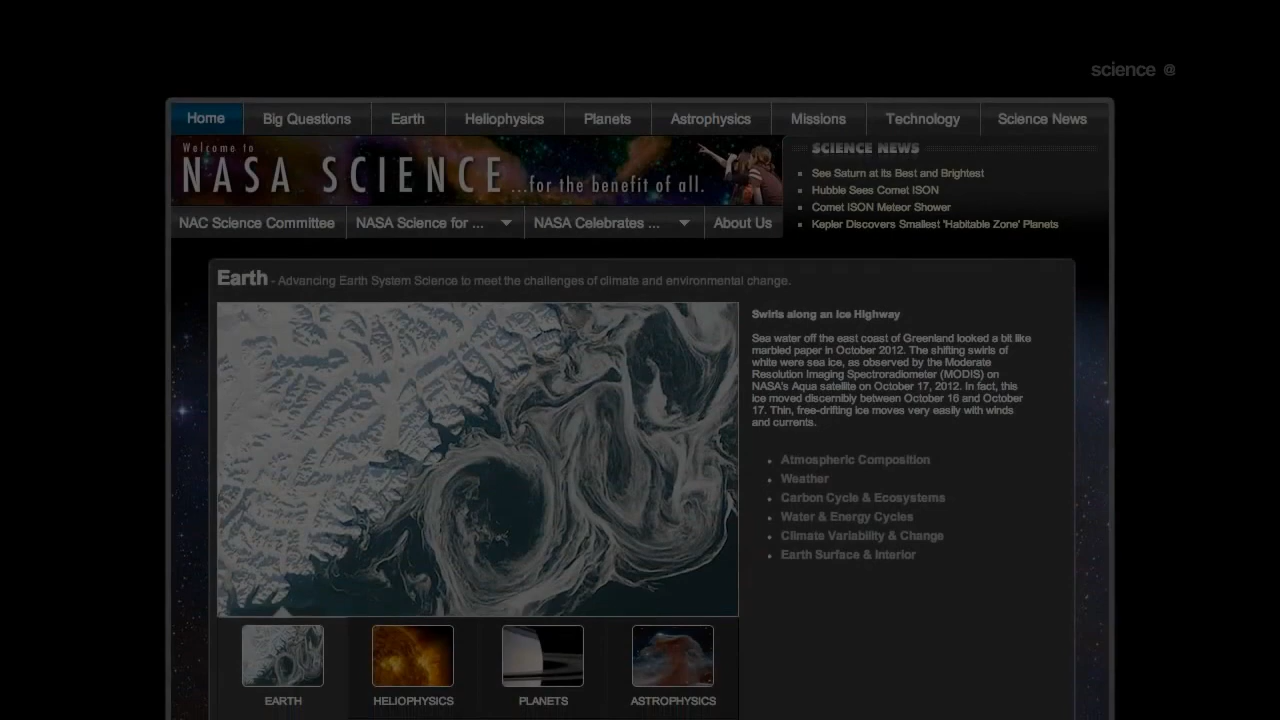 science @
Home Big Questions Earth Heliophysics Planets Astrophysics Missions Technology Science News
Welcome to
NASA SCIENCE ...for the benefit of all.
SCIENCE NEWS
See Saturn at its Best and Brightest
Hubble Sees Comet ISON
Comet ISON Meteor Shower
Kepler Discovers Smallest 'Habitable Zone' Planets
NAC Science Committee NASA Science for ... NASA Celebrates ... About Us
Earth - Advancing Earth System Science to meet the challenges of climate and environmental change.
Swirls along an Ice Highway
Sea water off the east coast of Greenland looked a bit like
marbled paper in October 2012. The shifting swirls of
white were sea ice, as observed by the Moderate
Resolution Imaging Spectroradiometer (MODIS) on
NASA's Aqua satellite on October 17, 2012. In fact, this
ice moved discernibly between October 16 and October
17. Thin, free-drifting ice moves very easily with winds
and currents.
Atmospheric Composition
Weather
Carbon Cycle & Ecosystems
Water & Energy Cycles
Climate Variability & Change
Earth Surface & Interior
EARTH HELIOPHYSICS PLANETS ASTROPHYSICS